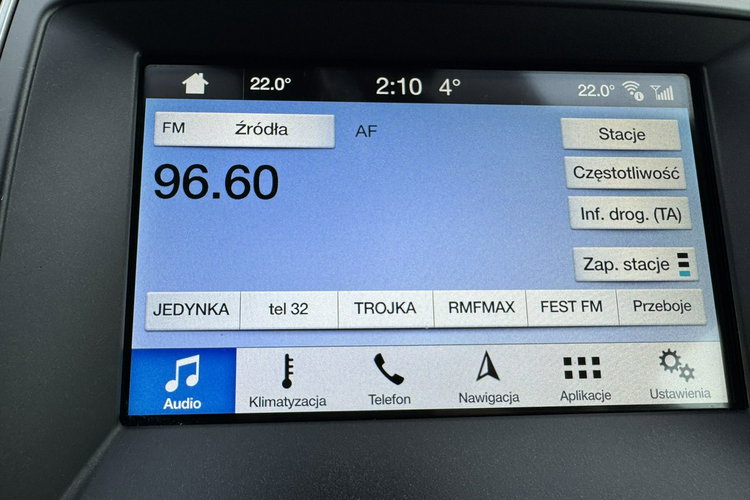 22.0° 2:10 4° 22.0°
FM Źródła AF Stacje
96.60 Częstotliwość
Inf. drog. (TA)
Zap. stacje
JEDYNKA tel 32 TROJKA RMFMAX FEST FM Przeboje
Audio Klimatyzacja Telefon Nawigacja Aplikacje Ustawienia